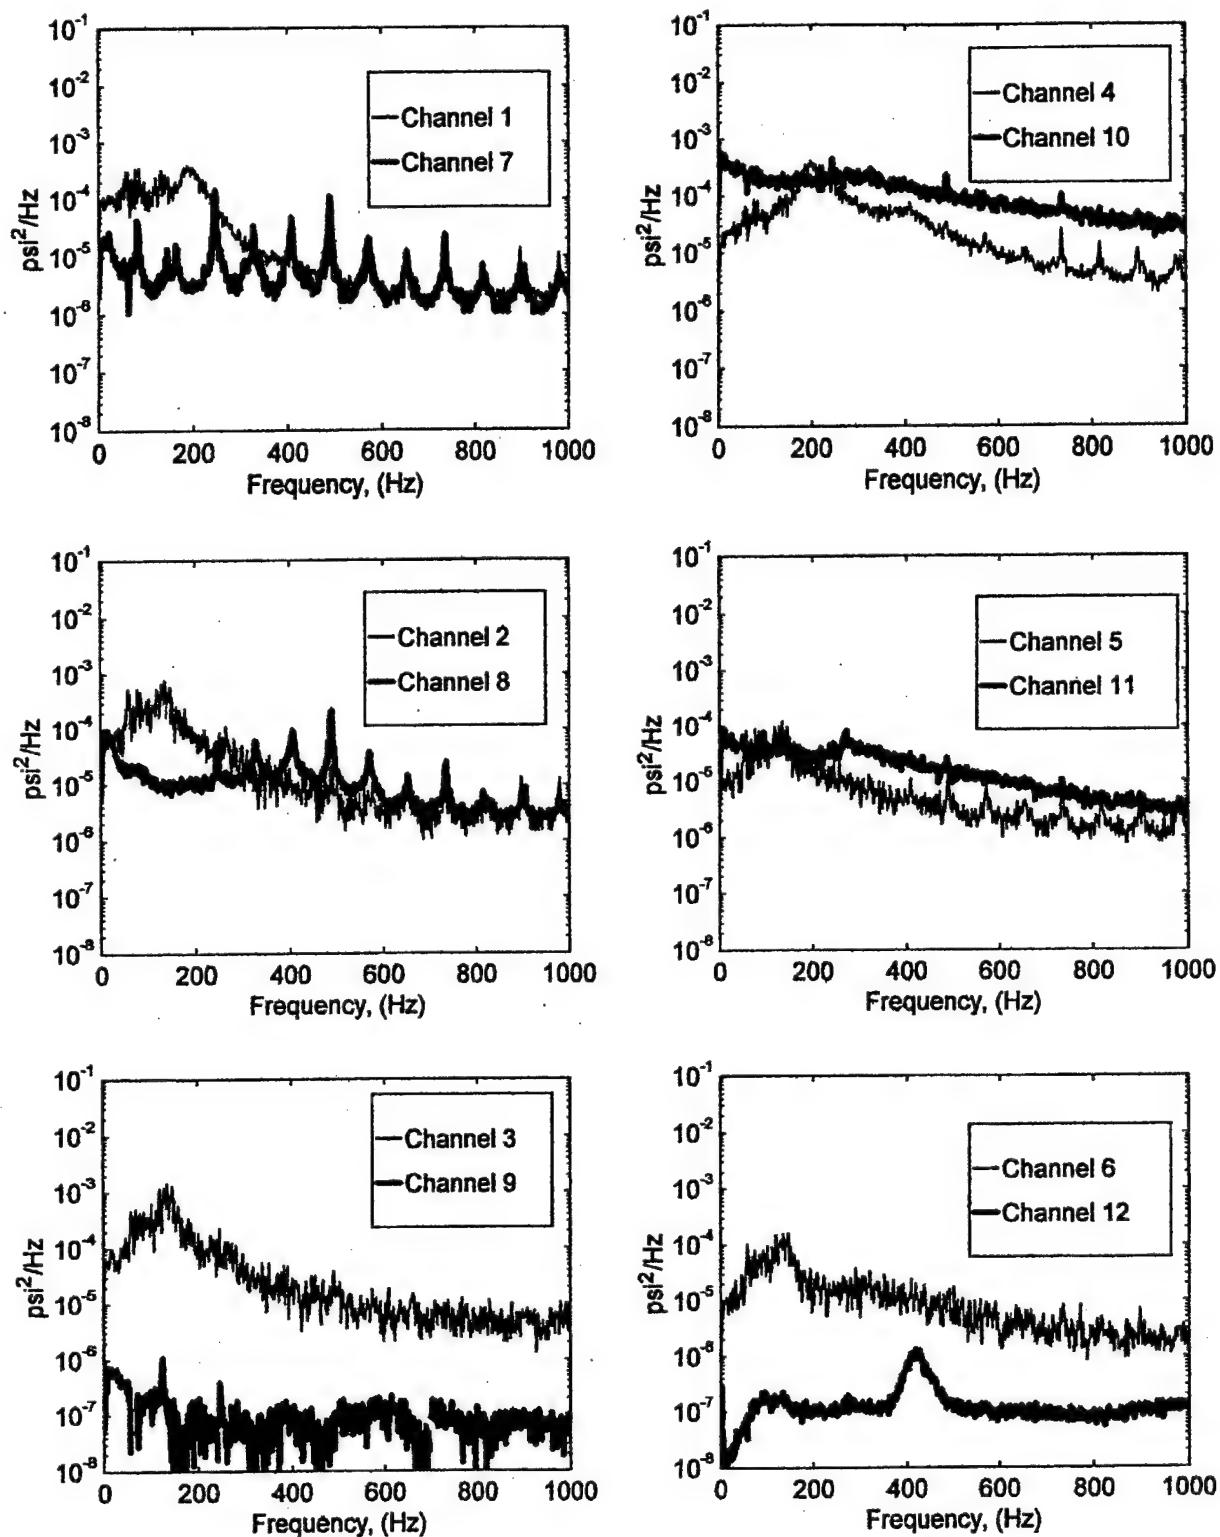 10-1
10-2
10-3
10-4
10-5
10-6
10-7
10-8
psi2/Hz
Channel 1
Channel 7
0 200 400 600 800 1000
Frequency, (Hz)
10-1
10-2
10-3
10-4
10-5
10-6
10-7
10-8
psi2/Hz
Channel 4
Channel 10
0 200 400 600 800 1000
Frequency, (Hz)
10-1
10-2
10-3
10-4
10-5
10-6
10-7
10-8
psi2/Hz
Channel 2
Channel 8
0 200 400 600 800 1000
Frequency, (Hz)
10-1
10-2
10-3
10-4
10-5
10-6
10-7
10-8
psi2/Hz
Channel 5
Channel 11
0 200 400 600 800 1000
Frequency, (Hz)
10-1
10-2
10-3
10-4
10-5
10-6
10-7
10-8
psi2/Hz
Channel 3
Channel 9
0 200 400 600 800 1000
Frequency, (Hz)
10-1
10-2
10-3
10-4
10-5
10-6
10-7
10-8
psi2/Hz
Channel 6
Channel 12
0 200 400 600 800 1000
Frequency, (Hz)